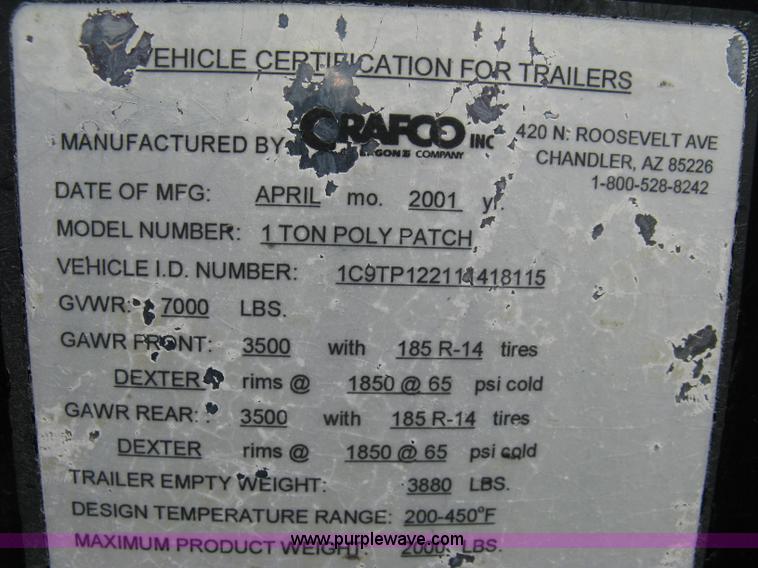 VEHICLE CERTIFICATION FOR TRAILERS
MANUFACTURED BY CRAFCO INC 420 N. ROOSEVELT AVE
ERGON COMPANY CHANDLER, AZ 85226
1-800-528-8242
DATE OF MFG: APRIL mo. 2001 yr.
MODEL NUMBER: 1 TON POLY PATCH
VEHICLE I.D. NUMBER: 1C9TP122111418115
GVWR: 7000 LBS.
GAWR FRONT: 3500 with 185 R-14 tires
DEXTER rims @ 1850 @ 65 psi cold
GAWR REAR: 3500 with 185 R-14 tires
DEXTER rims @ 1850 @ 65 psi cold
TRAILER EMPTY WEIGHT: 3880 LBS.
DESIGN TEMPERATURE RANGE: 200-450°F
MAXIMUM PRODUCT WEIGHT: 2000 LBS.
www.purplewave.com